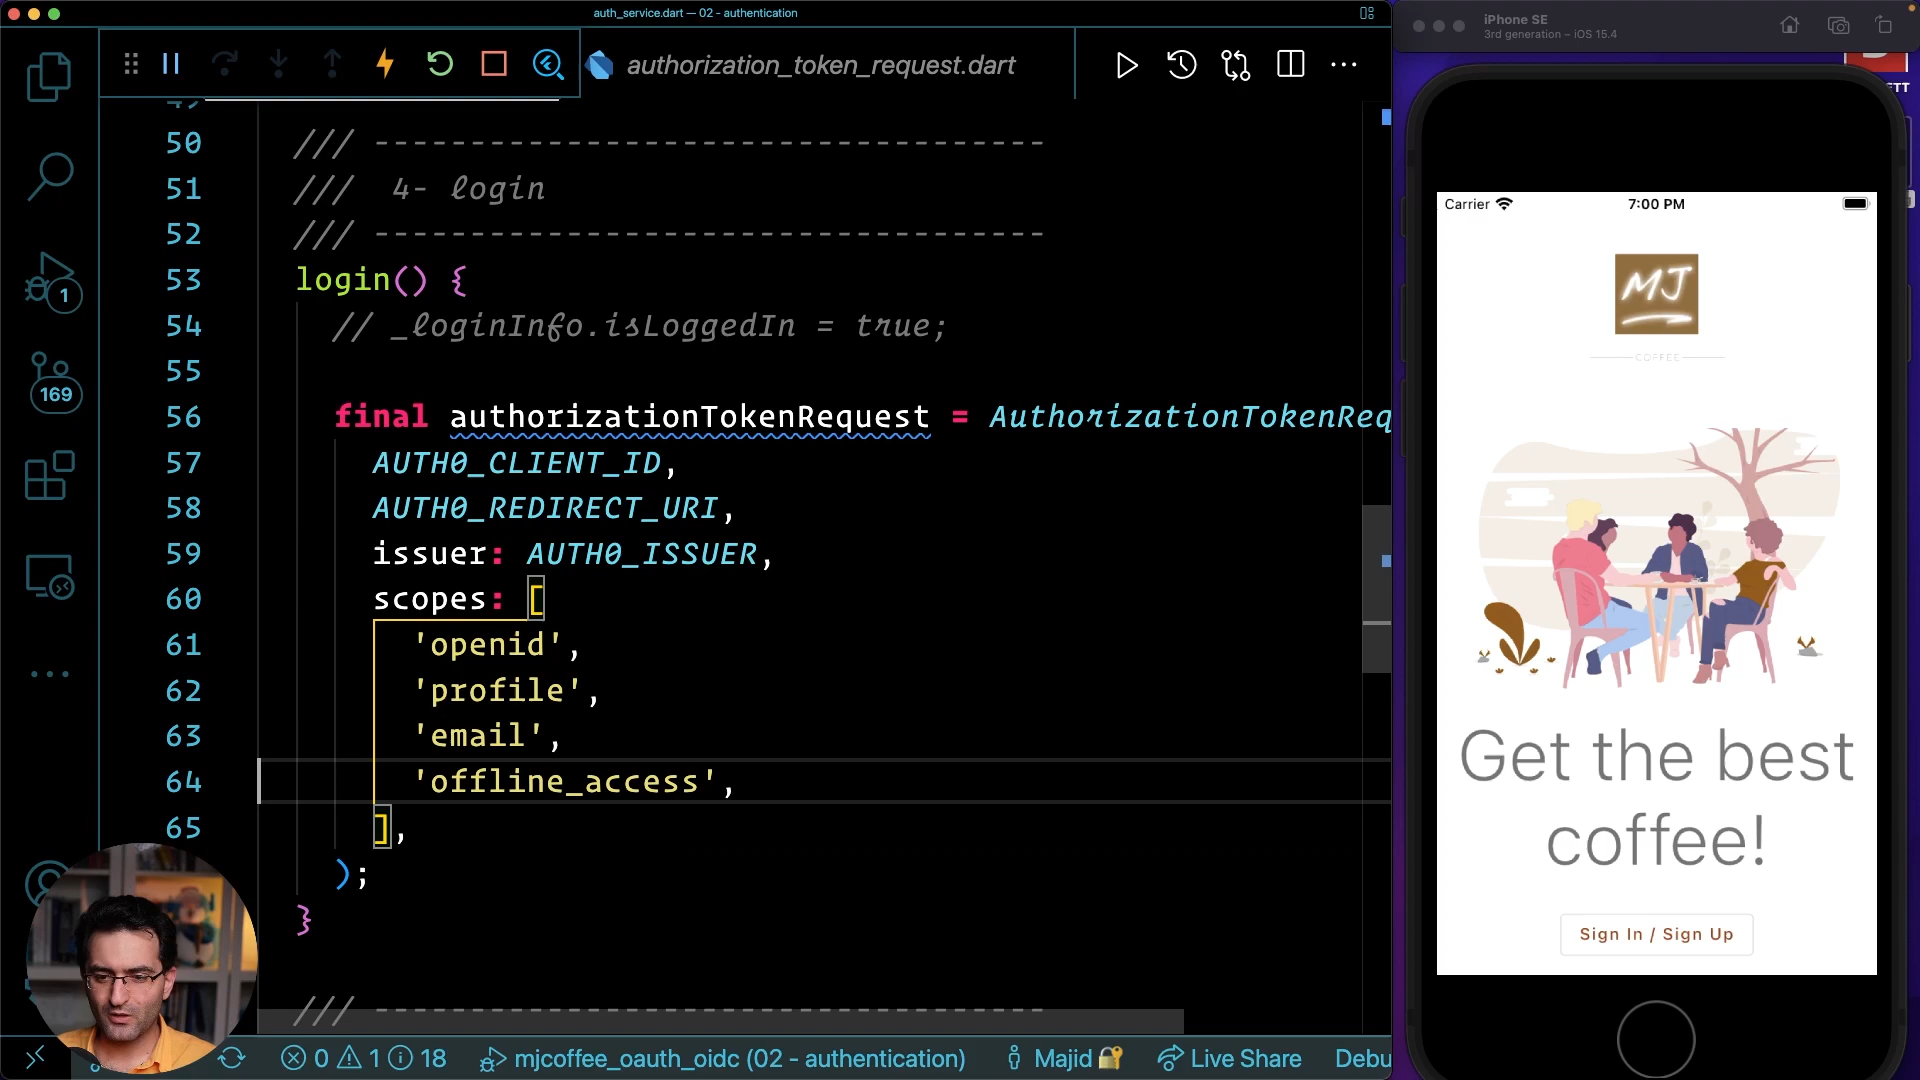 auth_service.dart — 02 - authentication
authorization_token_request.dart
49
50 /// -----------------------------------
51 /// 4- login
52 /// -----------------------------------
53 login() {
54 // _loginInfo.isLoggedIn = true;
55
56 final authorizationTokenRequest = AuthorizationTokenReq
57 AUTH0_CLIENT_ID,
58 AUTH0_REDIRECT_URI,
59 issuer: AUTH0_ISSUER,
60 scopes: [
61 'openid',
62 'profile',
63 'email',
64 'offline_access',
65 ],
);
}
/// -----------------------------------
1
169
0 1 18 mjcoffee_oauth_oidc (02 - authentication) Majid Live Share Debu
iPhone SE
3rd generation – iOS 15.4
TT
Carrier 7:00 PM
MJ
COFFEE
Get the best
coffee!
Sign In / Sign Up